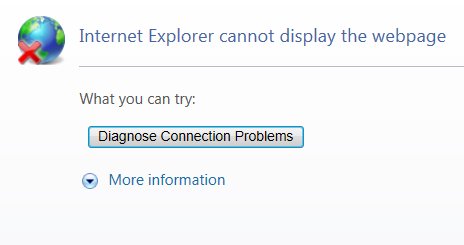 Internet Explorer cannot display the webpage
What you can try:
Diagnose Connection Problems
More information